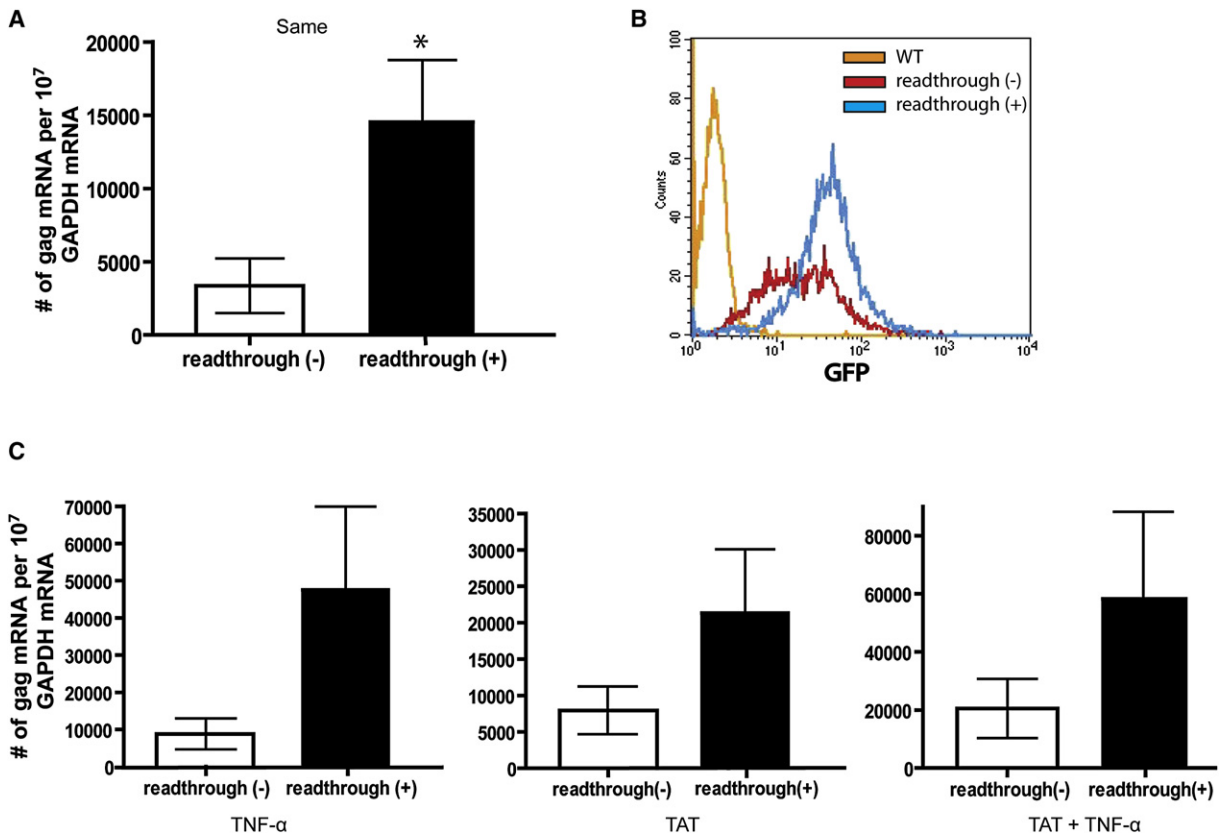 A
Same
# of gag mRNA per 10⁷
GAPDH mRNA
20000
15000
10000
5000
0
*
readthrough (-)
readthrough (+)
B
Counts
100
80
60
40
20
0
WT
readthrough (-)
readthrough (+)
10⁰
10¹
10²
10³
10⁴
GFP
C
# of gag mRNA per 10⁷
GAPDH mRNA
70000
60000
50000
40000
30000
20000
10000
0
readthrough (-)
readthrough (+)
TNF-α
35000
30000
25000
20000
15000
10000
5000
0
readthrough(-)
readthrough(+)
TAT
80000
60000
40000
20000
0
readthrough(-)
readthrough(+)
TAT + TNF-α